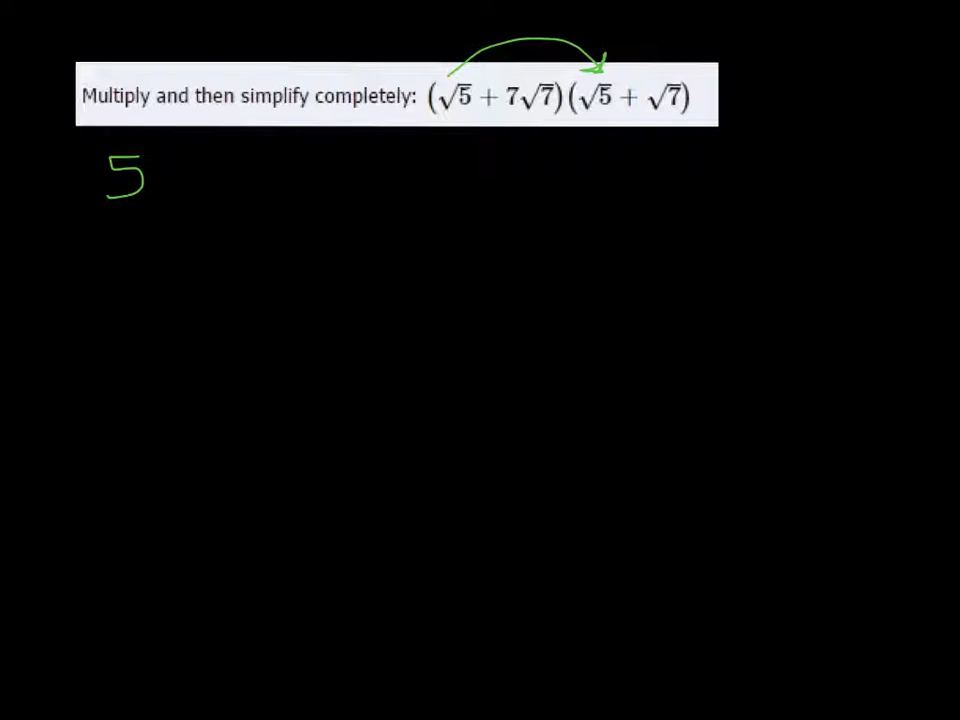 Multiply and then simplify completely: (√5 + 7√7)(√5 + √7)
5